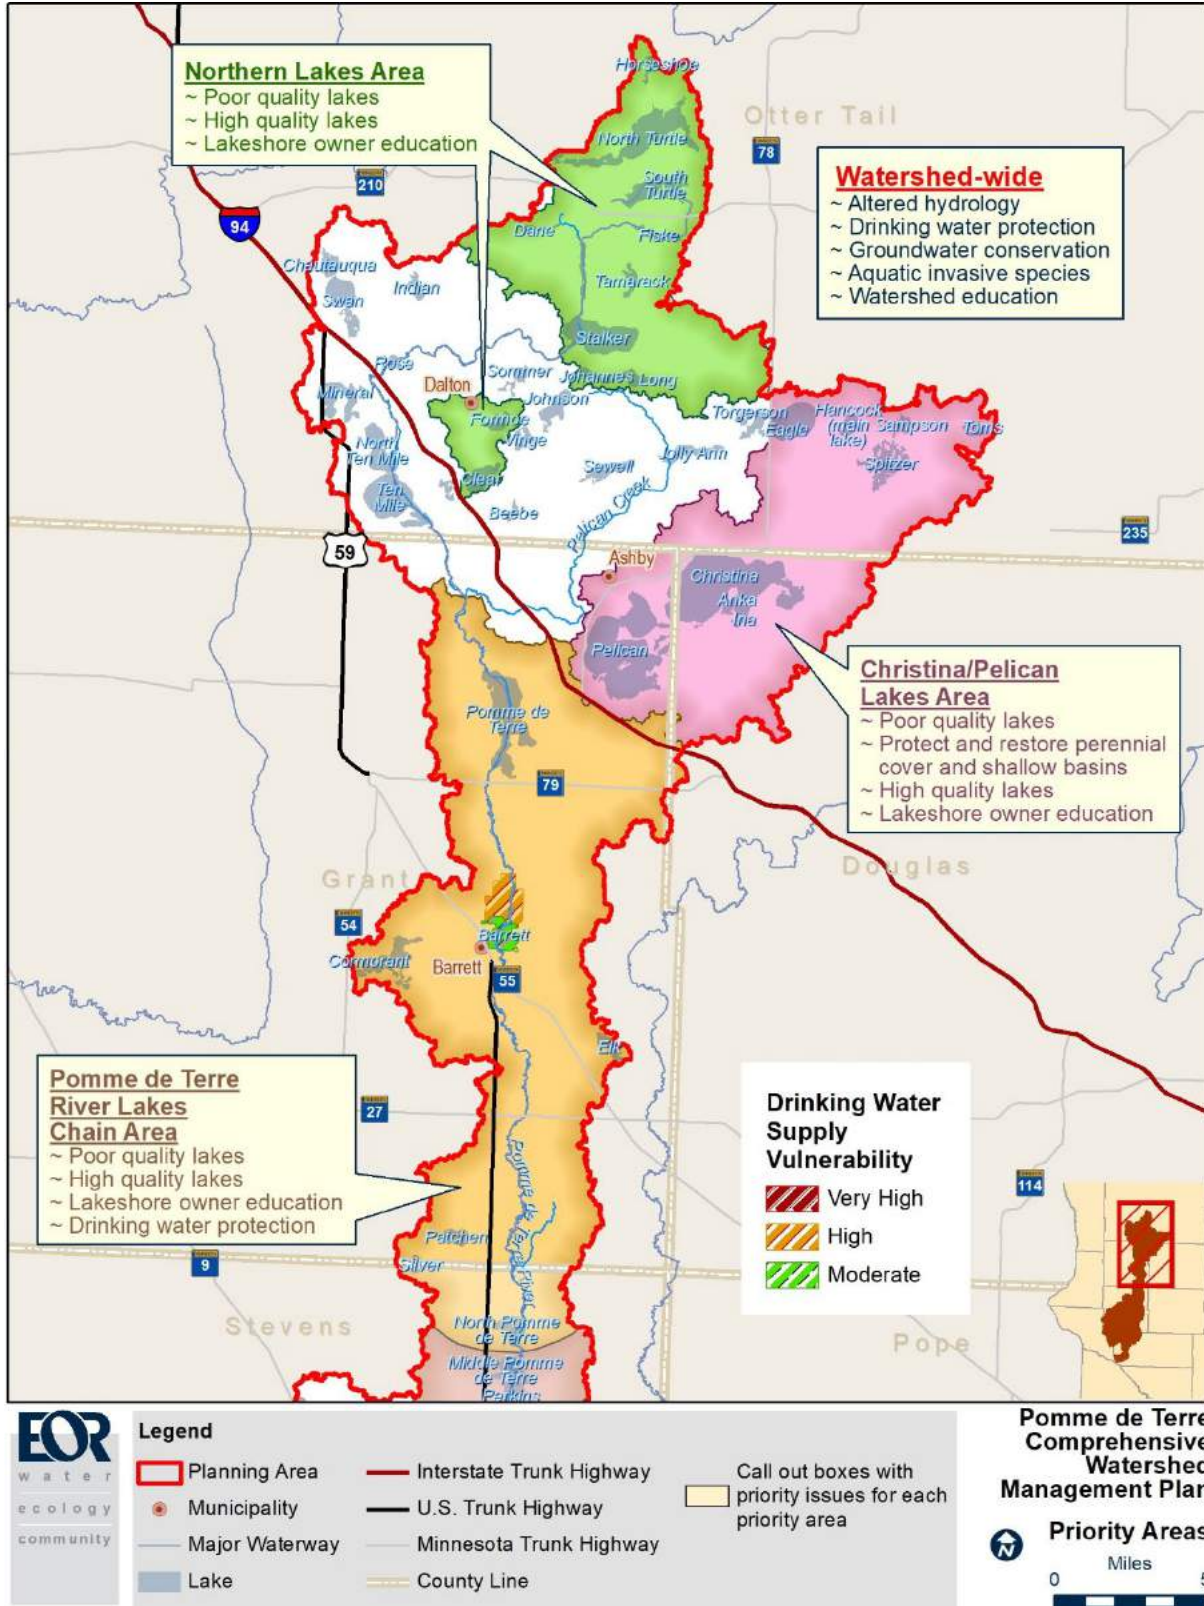 Northern Lakes Area
~ Poor quality lakes
~ High quality lakes
~ Lakeshore owner education
Horseshoe
North Turtle
South
Turtle
Dane
Fiske
Tamarack
Stalker
Otter Tail
78
210
94
Watershed-wide
~ Altered hydrology
~ Drinking water protection
~ Groundwater conservation
~ Aquatic invasive species
~ Watershed education
Chautauqua
Indian
Swan
Rose
Sommer
Johannes
Long
Dalton
Mineral
Johnson
Formoe
Vinge
North
Ten Mile
Clear
Ten
Mile
Beebe
Sewell
Jolly Ann
Torgerson
Eagle
Hancock
(main
lake)
Sampson
Toms
Spitzer
Pelican Creek
235
59
Ashby
Christina
Anka
Ina
Pelican
Christina/Pelican
Lakes Area
~ Poor quality lakes
~ Protect and restore perennial
cover and shallow basins
~ High quality lakes
~ Lakeshore owner education
Pomme de
Terre
79
Douglas
Grant
54
Barrett
Cormorant
Barrett
55
Elk
Pomme de Terre
River Lakes
Chain Area
~ Poor quality lakes
~ High quality lakes
~ Lakeshore owner education
~ Drinking water protection
27
Pomme de Terre River
Drinking Water
Supply
Vulnerability
Very High
High
Moderate
114
Patchen
Silver
9
Stevens
Pope
North Pomme
de Terre
Middle Pomme
de Terre
Perkins
EOR
water
ecology
community
Legend
Planning Area
Municipality
Major Waterway
Lake
Interstate Trunk Highway
U.S. Trunk Highway
Minnesota Trunk Highway
County Line
Call out boxes with
priority issues for each
priority area
Pomme de Terre
Comprehensive
Watershed
Management Plan
N
Priority Areas
Miles
0 5